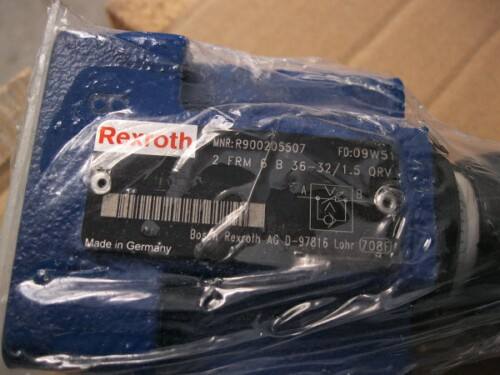 Rexroth
MNR:R900205507 FD:09W51
2 FRM 6 B 36-32/1.5 QRV
A B
Bosch Rexroth AG D-97816 Lohr (708F)
Made in Germany